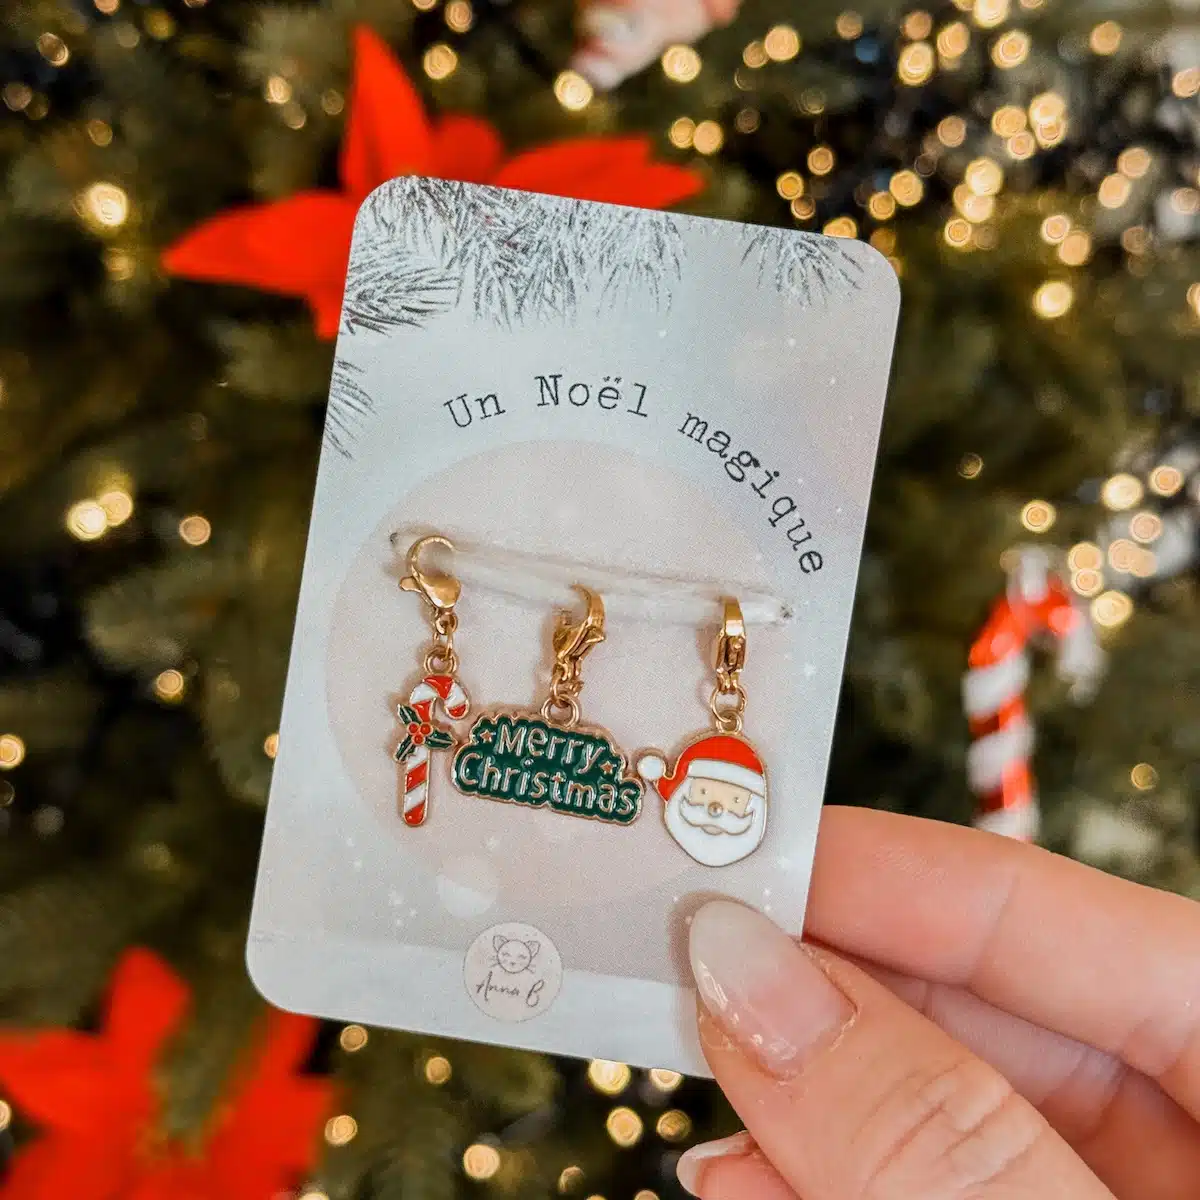 Un Noël magique
Merry
Christmas
Anna B